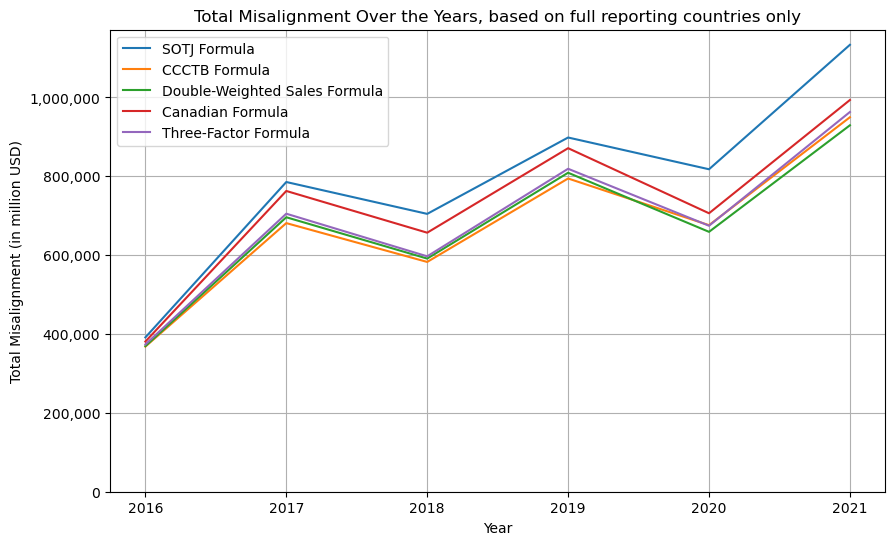 Total Misalignment Over the Years, based on full reporting countries only
SOTJ Formula
CCCTB Formula
Double-Weighted Sales Formula
Canadian Formula
Three-Factor Formula
Total Misalignment (in million USD)
1,000,000
800,000
600,000
400,000
200,000
0
2016 2017 2018 2019 2020 2021
Year